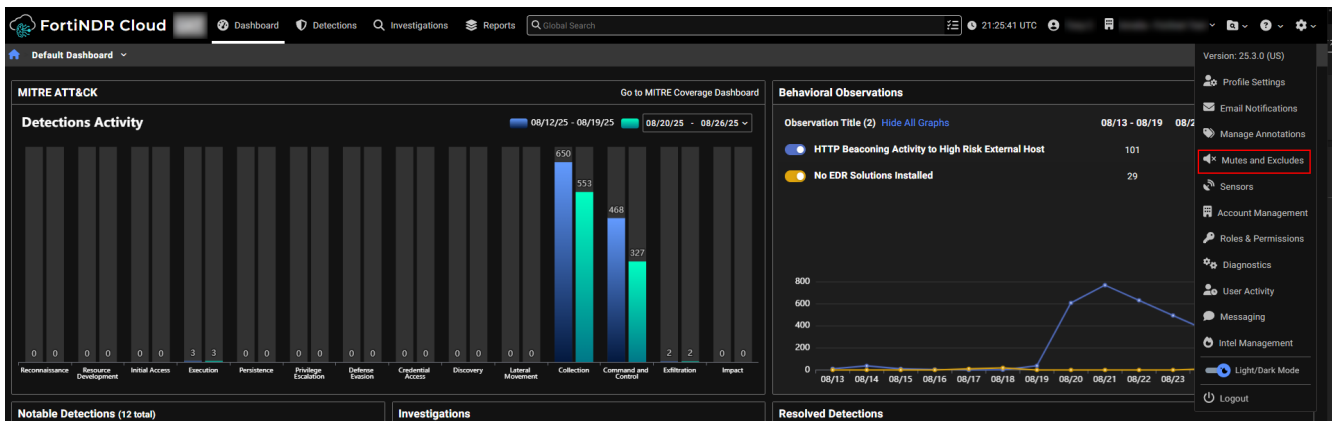 FortiNDR Cloud Dashboard Detections Investigations Reports Global Search 21:25:41 UTC
Default Dashboard
Version: 25.3.0 (US)
Profile Settings
Email Notifications
Manage Annotations
Mutes and Excludes
Sensors
Account Management
Roles & Permissions
Diagnostics
User Activity
Messaging
Intel Management
Light/Dark Mode
Logout
MITRE ATT&CK Go to MITRE Coverage Dashboard
Detections Activity 08/12/25 - 08/19/25 08/20/25 - 08/26/25
650
553
468
327
0 0 0 0 0 0 3 3 0 0 0 0 0 0 0 0 0 0 0 0 2 2 0 0
Reconnaissance Resource Development Initial Access Execution Persistence Privilege Escalation Defense Evasion Credential Access Discovery Lateral Movement Collection Command and Control Exfiltration Impact
Behavioral Observations
Observation Title (2) Hide All Graphs 08/13 - 08/19 08/2
HTTP Beaconing Activity to High Risk External Host 101
No EDR Solutions Installed 29
800
600
400
200
0
08/13 08/14 08/15 08/16 08/17 08/18 08/19 08/20 08/21 08/22 08/23
Notable Detections (12 total) Investigations Resolved Detections